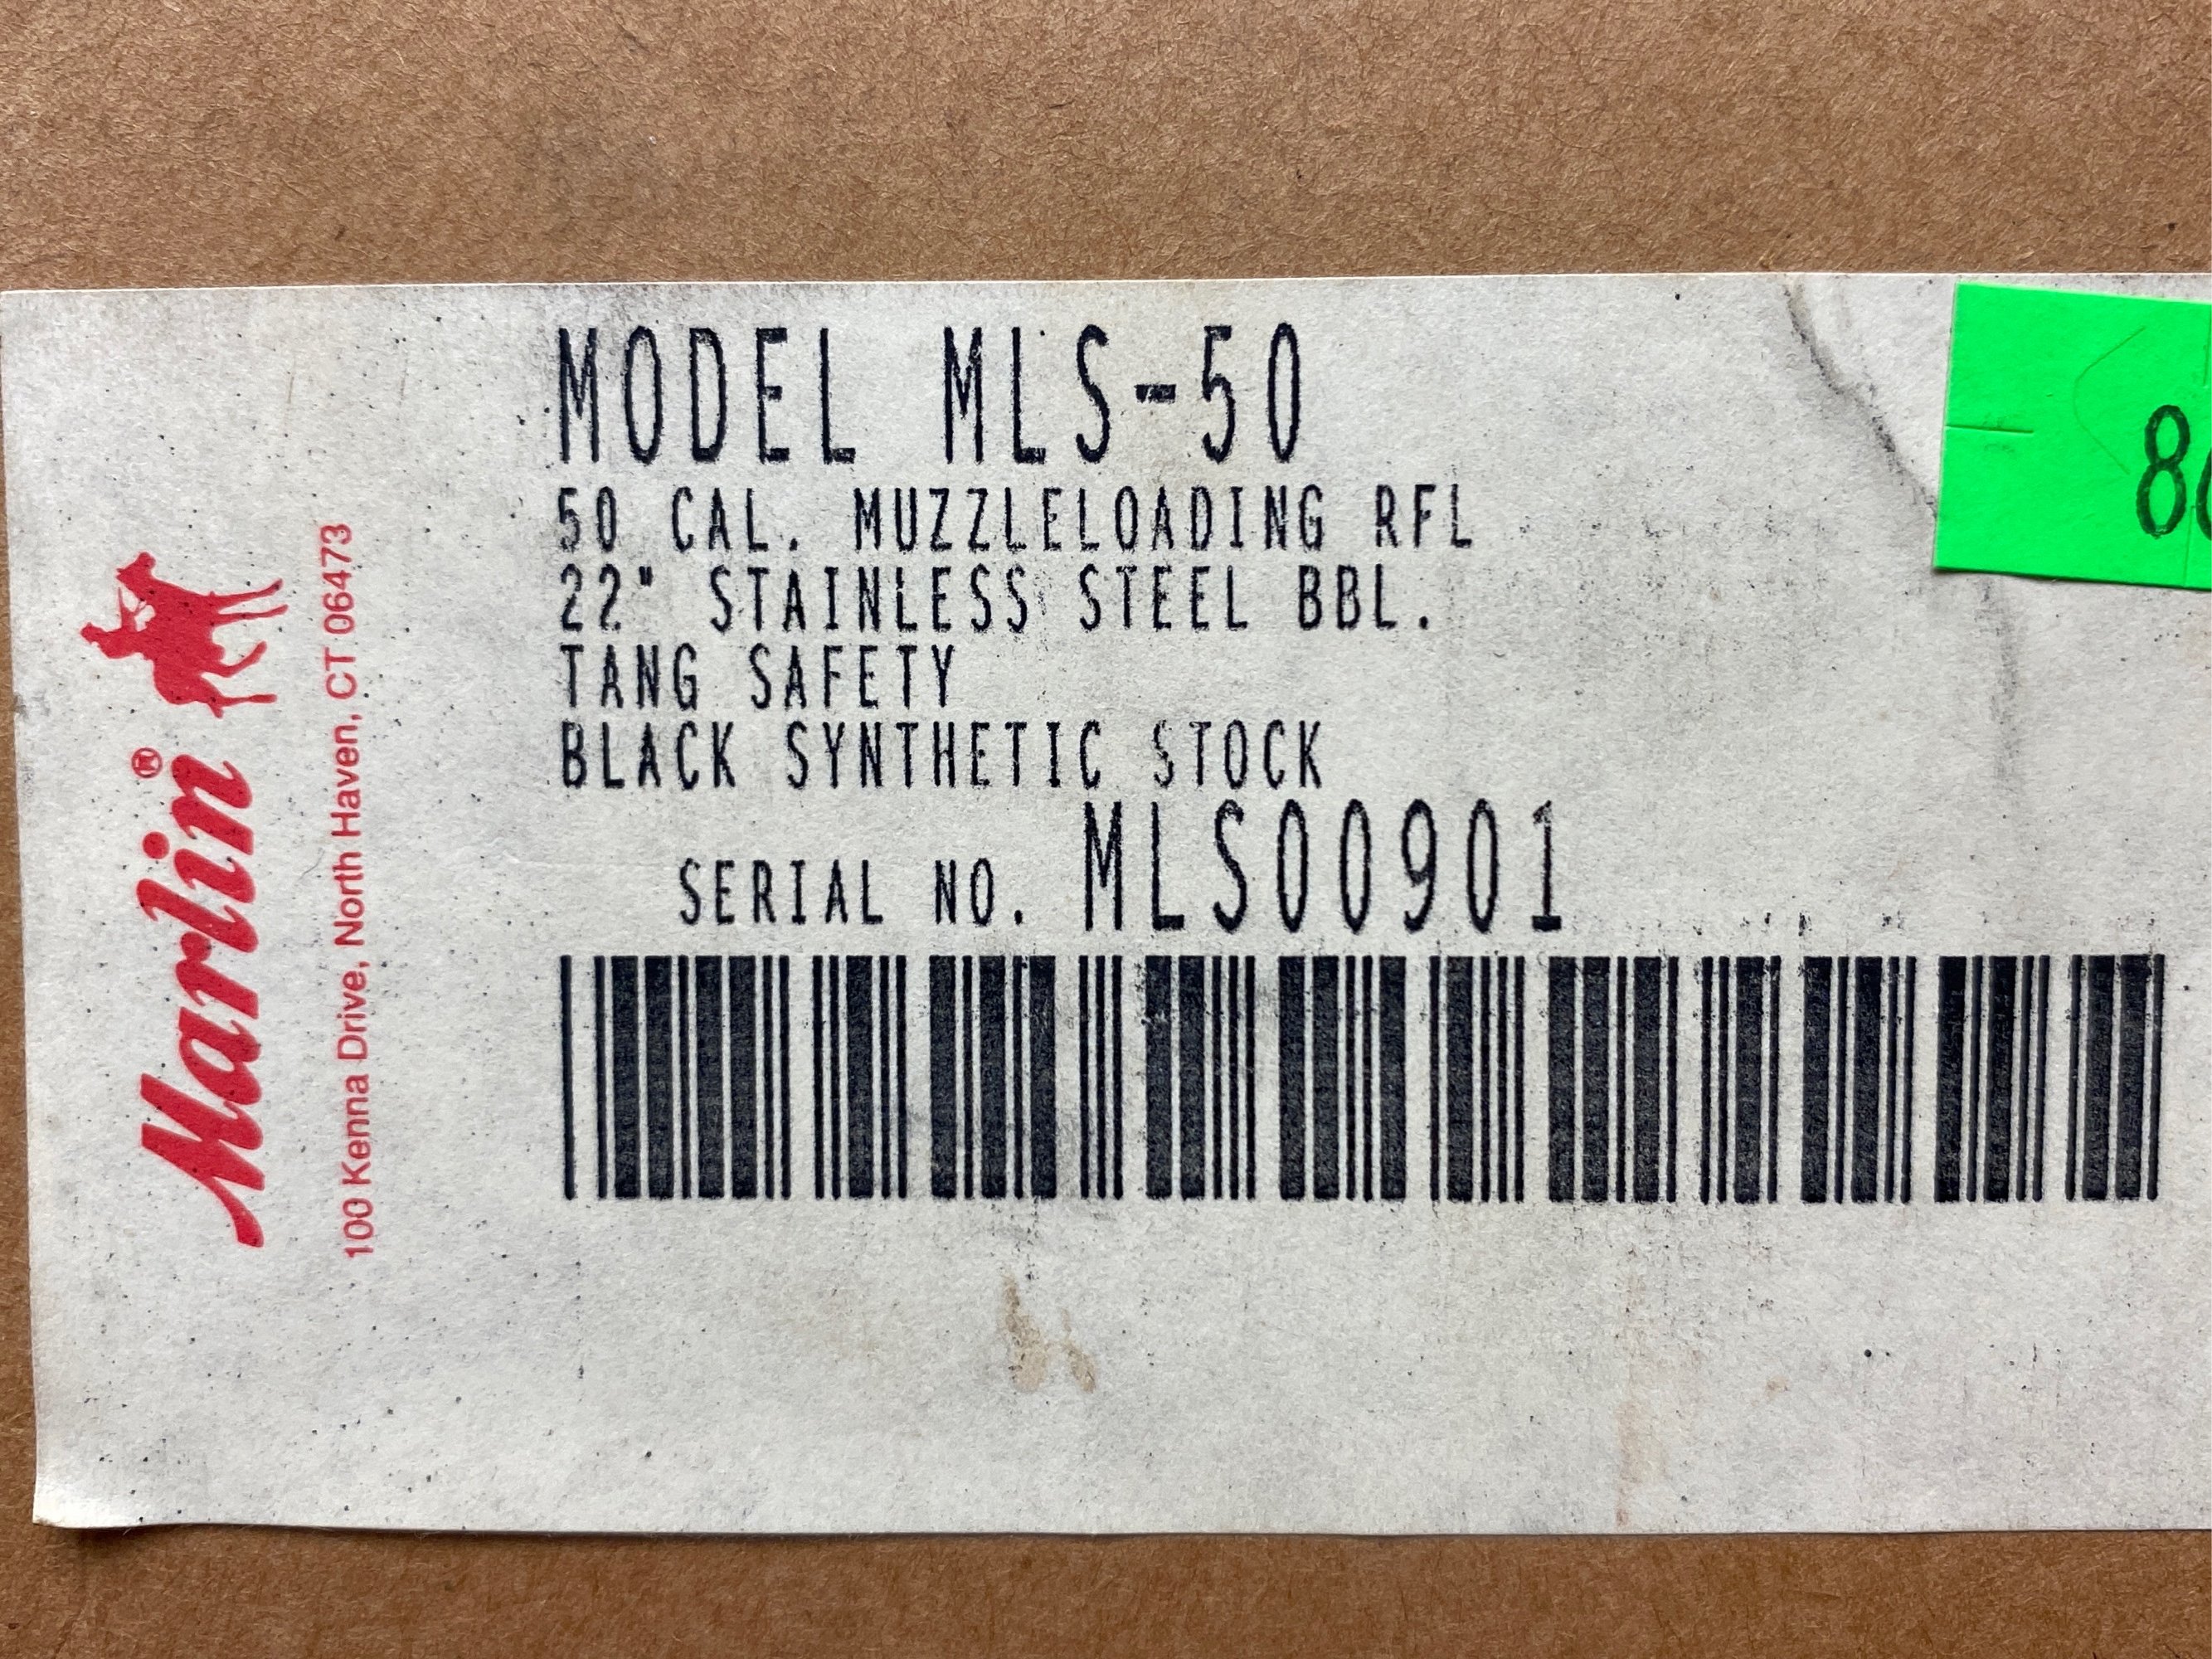 MODEL MLS-50
50 CAL. MUZZLELOADING RFL
22" STAINLESS STEEL BBL.
TANG SAFETY
BLACK SYNTHETIC STOCK
SERIAL NO. MLS00901
Marlin®
100 Kenna Drive, North Haven, CT 06473
8